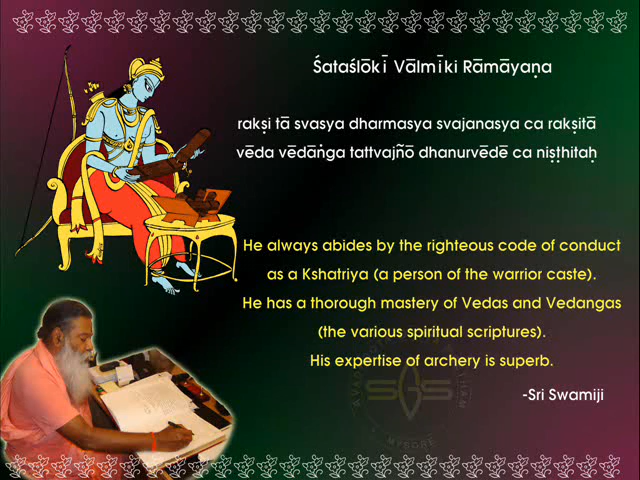 Śataślōkī Vālmīki Rāmāyaṇa
rakṣi tā svasya dharmasya svajanasya ca rakṣitā
vēda vēdāṅga tattvajñō dhanurvēdē ca niṣṭhitaḥ
He always abides by the righteous code of conduct
as a Kshatriya (a person of the warrior caste).
He has a thorough mastery of Vedas and Vedangas
(the various spiritual scriptures).
His expertise of archery is superb.
SGS
MYSORE
-Sri Swamiji